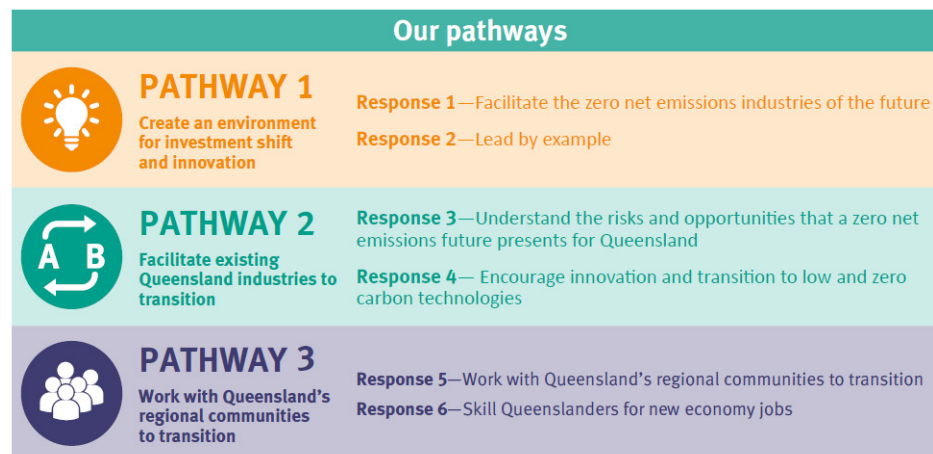 Our pathways
PATHWAY 1
Create an environment
for investment shift
and innovation
Response 1—Facilitate the zero net emissions industries of the future
Response 2—Lead by example
A B
PATHWAY 2
Facilitate existing
Queensland industries to
transition
Response 3—Understand the risks and opportunities that a zero net
emissions future presents for Queensland
Response 4— Encourage innovation and transition to low and zero
carbon technologies
PATHWAY 3
Work with Queensland’s
regional communities
to transition
Response 5—Work with Queensland’s regional communities to transition
Response 6—Skill Queenslanders for new economy jobs